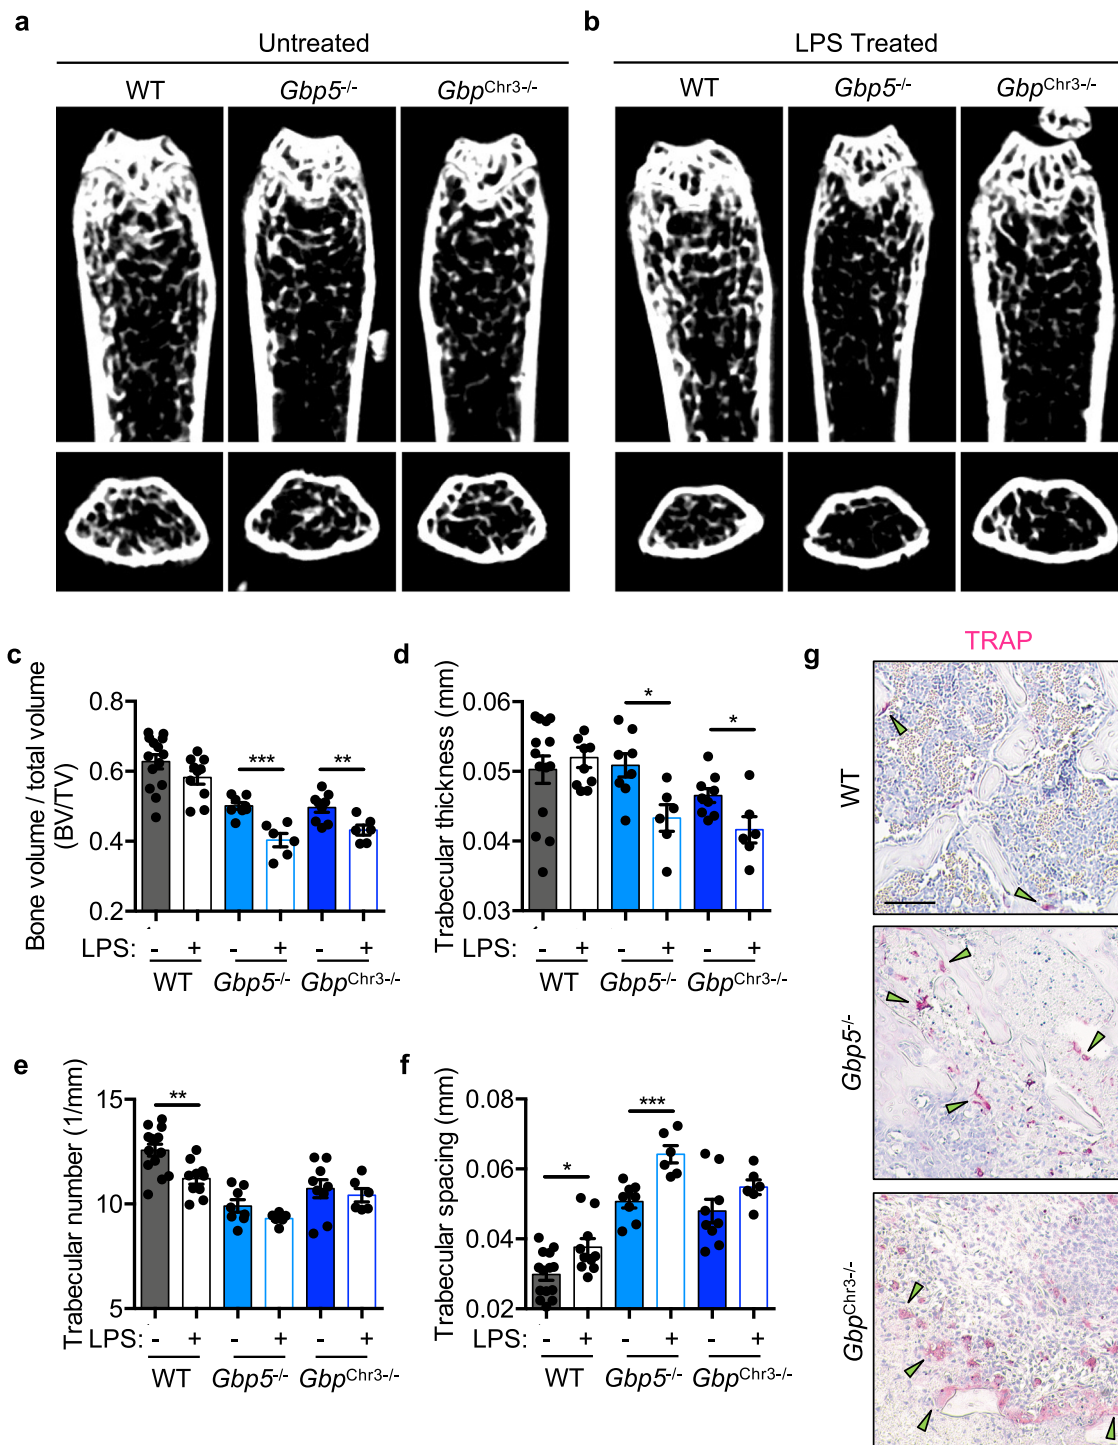 a
Untreated
WT Gbp5-/- GbpChr3-/-
b
LPS Treated
WT Gbp5-/- GbpChr3-/-
c
Bone volume / total volume
(BV/TV)
0.8
0.6
0.4
0.2
*** **
LPS: - + - + - +
WT Gbp5-/- GbpChr3-/-
d
Trabecular thickness (mm)
0.06
0.05
0.04
0.03
* *
- + - + - +
WT Gbp5-/- GbpChr3-/-
e
Trabecular number (1/mm)
15
10
5
**
LPS: - + - + - +
WT Gbp5-/- GbpChr3-/-
f
Trabecular spacing (mm)
0.08
0.06
0.04
0.02
* ***
LPS: - + - + - +
WT Gbp5-/- GbpChr3-/-
g
TRAP
WT
Gbp5-/-
GbpChr3-/-